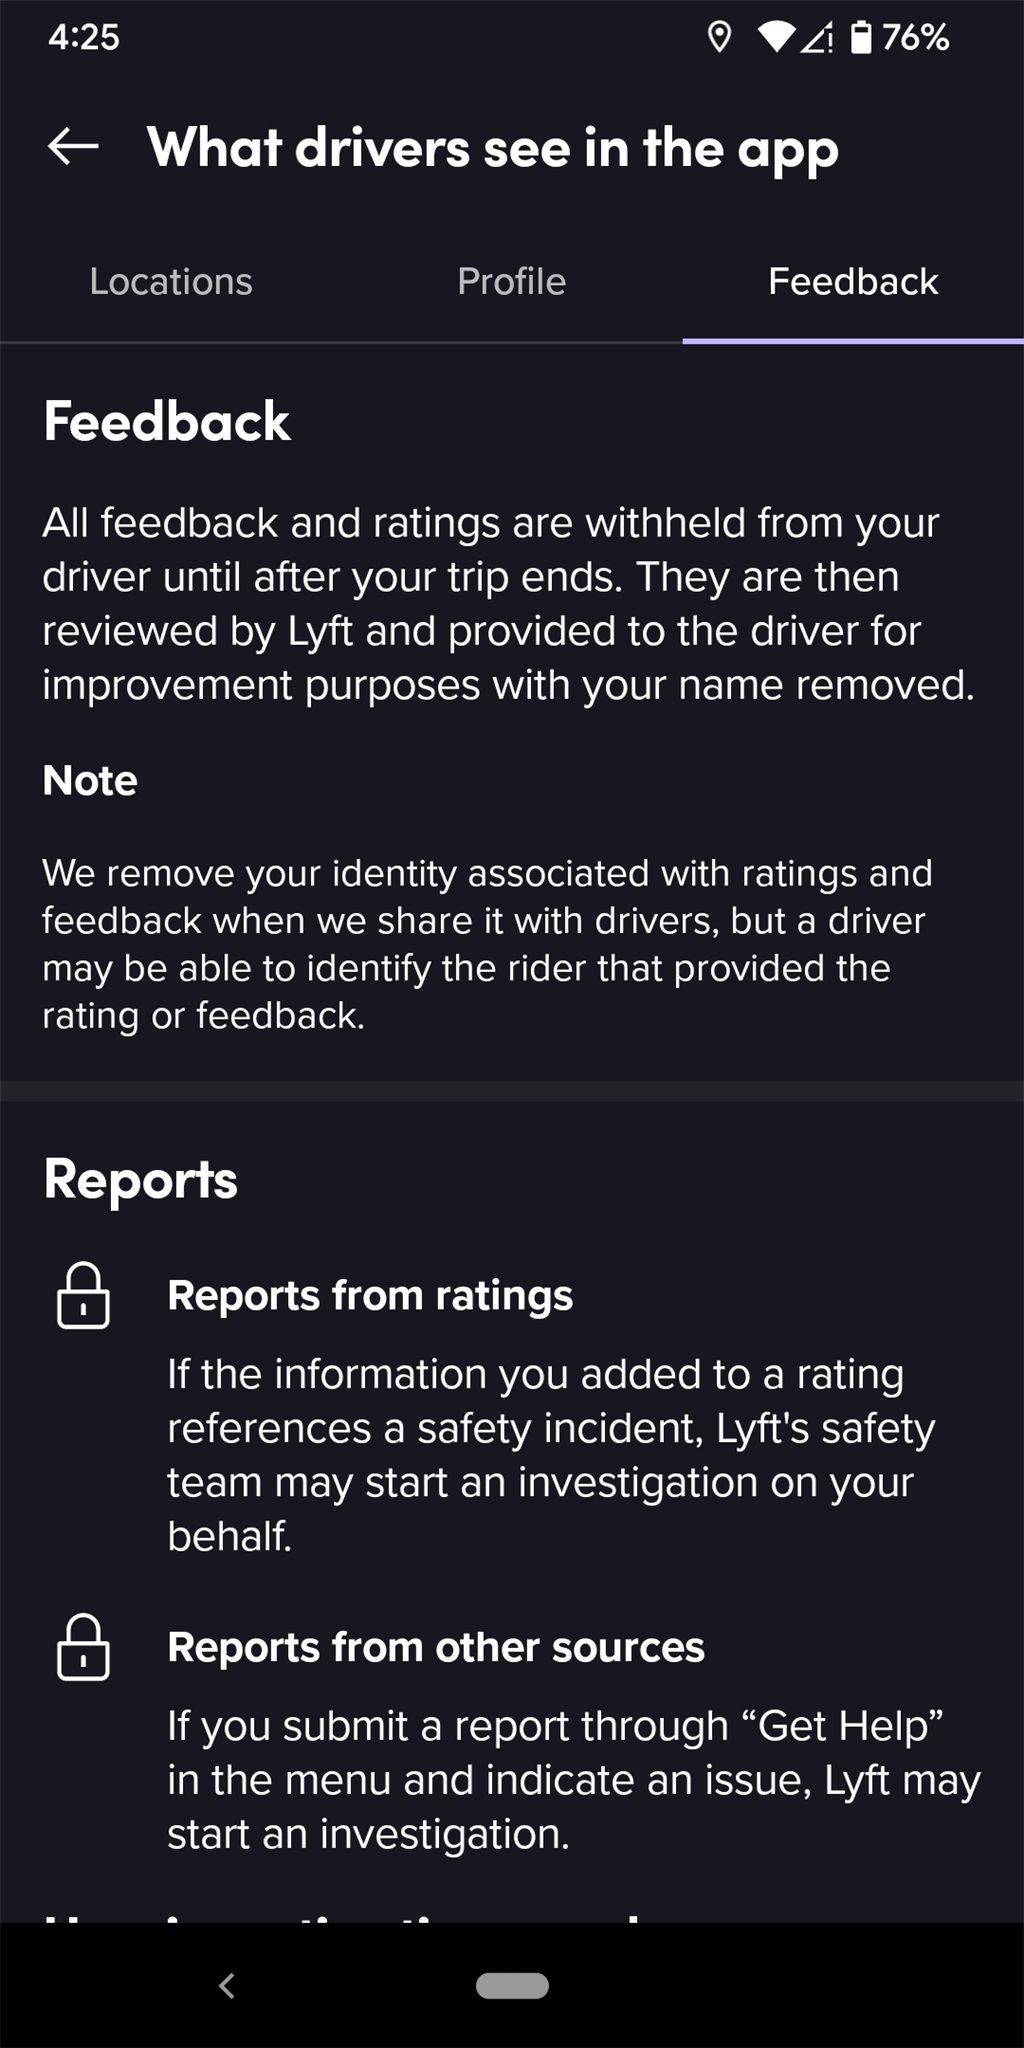 4:25
76%
What drivers see in the app
Locations
Profile
Feedback
Feedback
All feedback and ratings are withheld from your
driver until after your trip ends. They are then
reviewed by Lyft and provided to the driver for
improvement purposes with your name removed.
Note
We remove your identity associated with ratings and
feedback when we share it with drivers, but a driver
may be able to identify the rider that provided the
rating or feedback.
Reports
Reports from ratings
If the information you added to a rating
references a safety incident, Lyft's safety
team may start an investigation on your
behalf.
Reports from other sources
If you submit a report through “Get Help”
in the menu and indicate an issue, Lyft may
start an investigation.